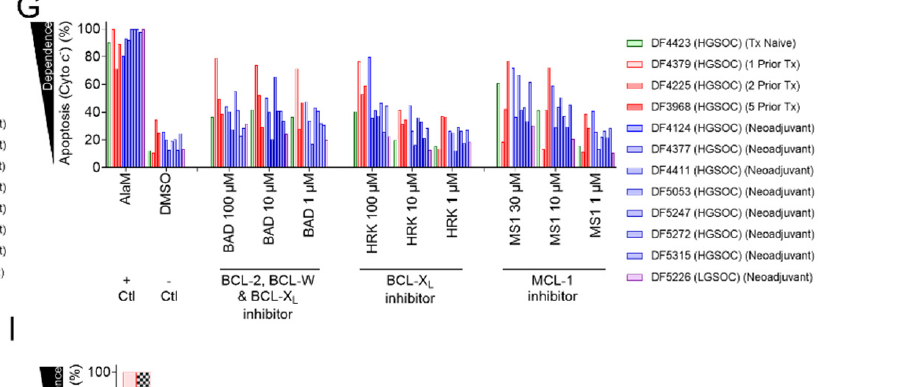 G
Dependence
Apoptosis (Cyto c-) (%)
100
80
60
40
20
0
AlaM
DMSO
BAD 100 µM
BAD 10 µM
BAD 1 µM
HRK 100 µM
HRK 10 µM
HRK 1 µM
MS1 30 µM
MS1 10 µM
MS1 1 µM
+
Ctl
-
Ctl
BCL-2, BCL-W
& BCL-XL
inhibitor
BCL-XL
inhibitor
MCL-1
inhibitor
DF4423 (HGSOC) (Tx Naive)
DF4379 (HGSOC) (1 Prior Tx)
DF4225 (HGSOC) (2 Prior Tx)
DF3968 (HGSOC) (5 Prior Tx)
DF4124 (HGSOC) (Neoadjuvant)
DF4377 (HGSOC) (Neoadjuvant)
DF4411 (HGSOC) (Neoadjuvant)
DF5053 (HGSOC) (Neoadjuvant)
DF5247 (HGSOC) (Neoadjuvant)
DF5272 (HGSOC) (Neoadjuvant)
DF5315 (HGSOC) (Neoadjuvant)
DF5226 (LGSOC) (Neoadjuvant)
t)
t)
t)
t)
t)
t)
t)
)
I
nce
(%)
100